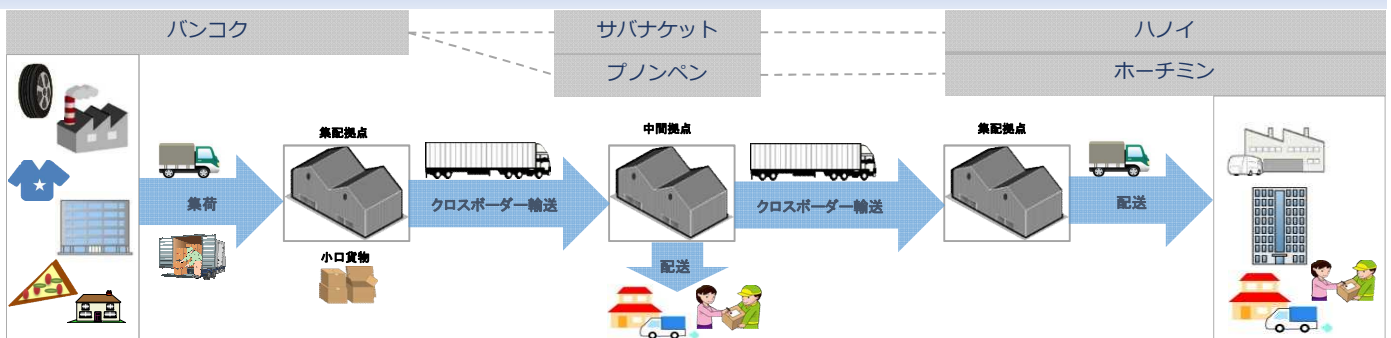 バンコク
サバナケット
ハノイ
プノンペン
ホーチミン
集配拠点
中間拠点
集配拠点
集荷
クロスボーダー輸送
クロスボーダー輸送
配送
小口貨物
配送